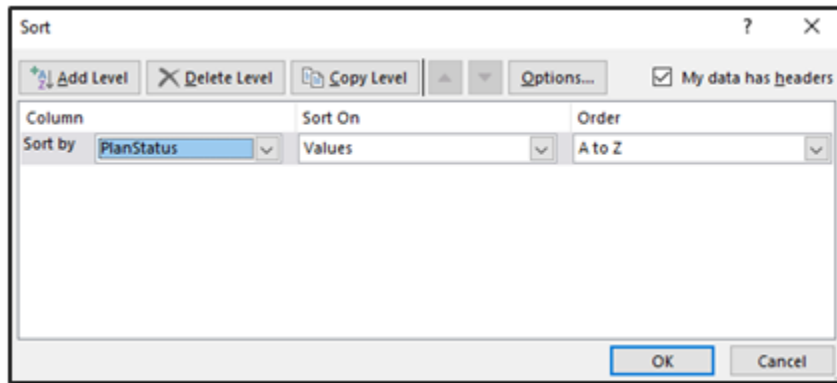 Sort ?
Add Level Delete Level Copy Level Options... My data has headers
Column Sort On Order
Sort by PlanStatus Values A to Z
OK Cancel